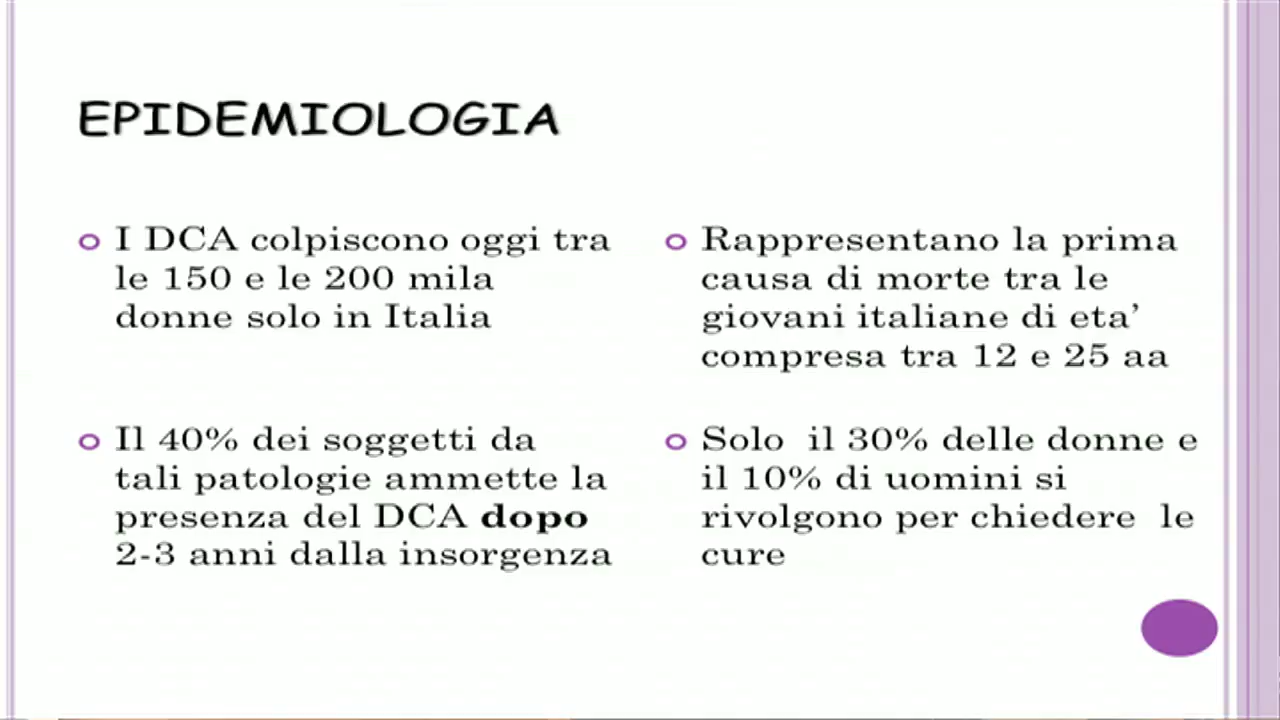 EPIDEMIOLOGIA
I DCA colpiscono oggi tra
le 150 e le 200 mila
donne solo in Italia
Il 40% dei soggetti da
tali patologie ammette la
presenza del DCA dopo
2-3 anni dalla insorgenza
Rappresentano la prima
causa di morte tra le
giovani italiane di eta'
compresa tra 12 e 25 aa
Solo il 30% delle donne e
il 10% di uomini si
rivolgono per chiedere le
cure